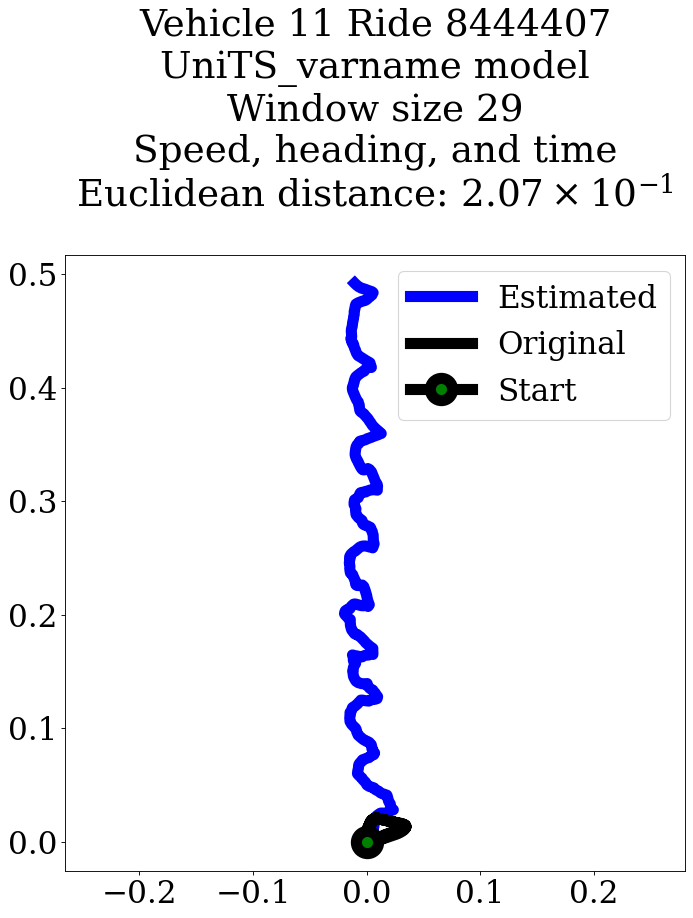 Vehicle 11 Ride 8444407
UniTS_varname model
Window size 29
Speed, heading, and time
Euclidean distance: 2.07 × 10⁻¹
Estimated
Original
Start
0.5
0.4
0.3
0.2
0.1
0.0
−0.2 −0.1 0.0 0.1 0.2